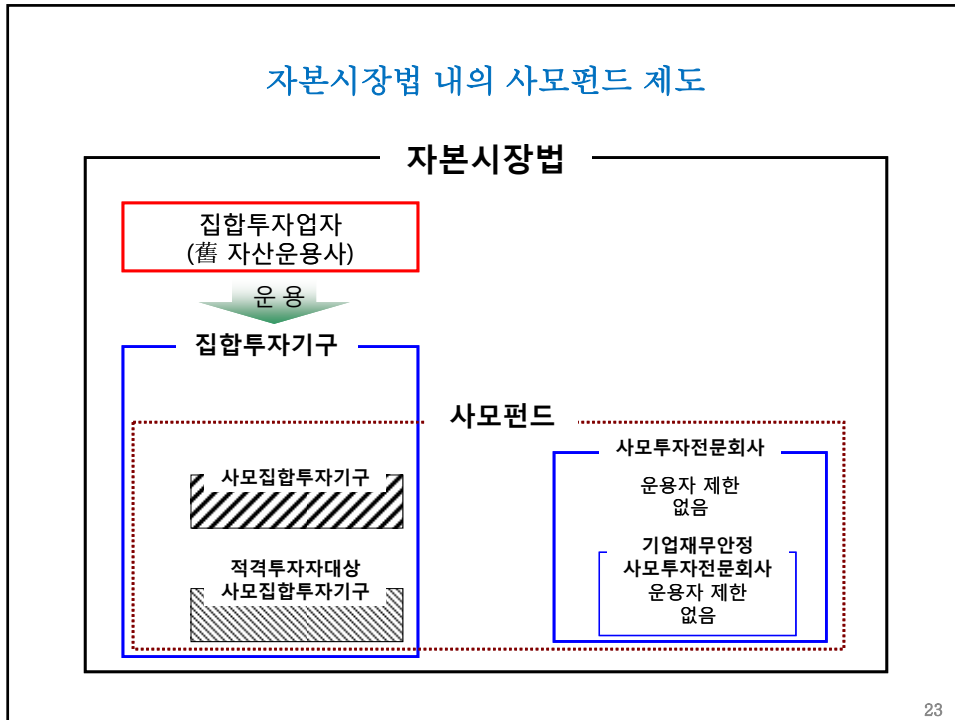 자본시장법 내의 사모펀드 제도
자본시장법
집합투자업자
(舊 자산운용사)
운 용
집합투자기구
사모펀드
사모집합투자기구
적격투자자대상
사모집합투자기구
사모투자전문회사
운용자 제한
없음
기업재무안정
사모투자전문회사
운용자 제한
없음
23